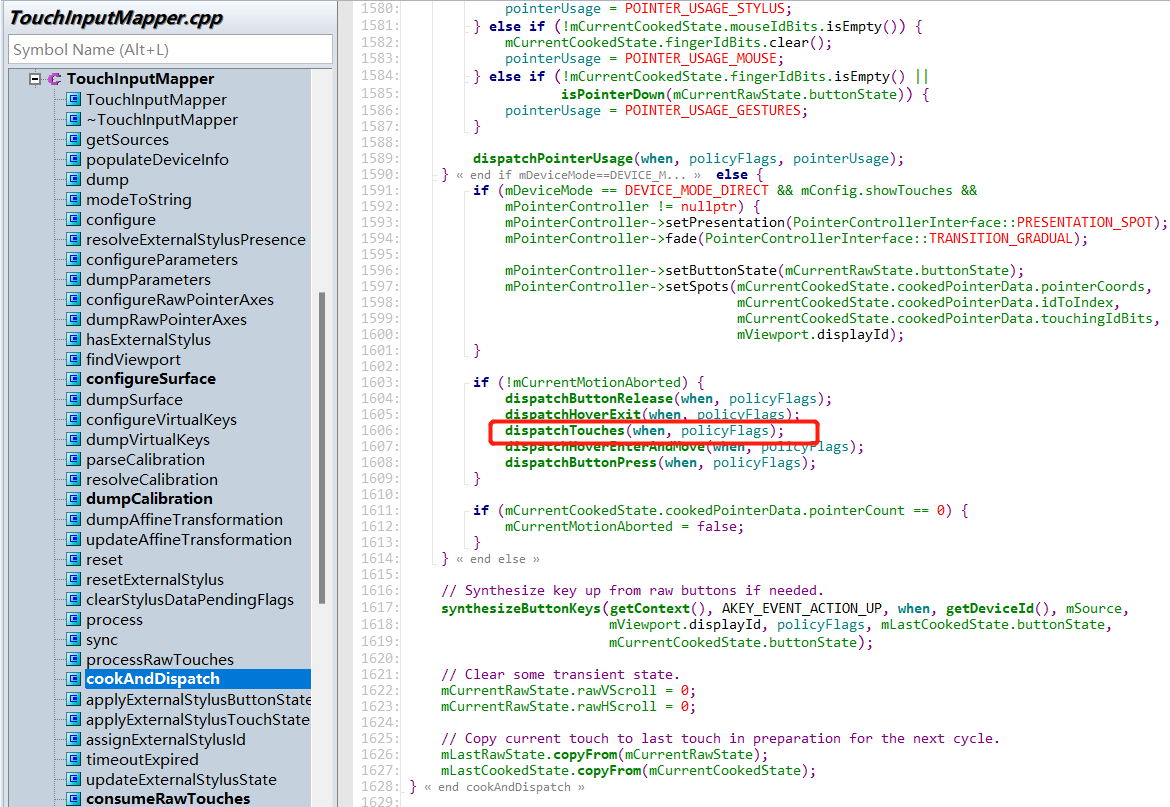 TouchInputMapper.cpp
Symbol Name (Alt+L)
TouchInputMapper
TouchInputMapper
~TouchInputMapper
getSources
populateDeviceInfo
dump
modeToString
configure
resolveExternalStylusPresence
configureParameters
dumpParameters
configureRawPointerAxes
dumpRawPointerAxes
hasExternalStylus
findViewport
configureSurface
dumpSurface
configureVirtualKeys
dumpVirtualKeys
parseCalibration
resolveCalibration
dumpCalibration
dumpAffineTransformation
updateAffineTransformation
reset
resetExternalStylus
clearStylusDataPendingFlags
process
sync
processRawTouches
cookAndDispatch
applyExternalStylusButtonState
applyExternalStylusTouchState
assignExternalStylusId
timeoutExpired
updateExternalStylusState
consumeRawTouches
1580: pointerUsage = POINTER_USAGE_STYLUS;
1581: } else if (!mCurrentCookedState.mouseIdBits.isEmpty()) {
1582: mCurrentCookedState.fingerIdBits.clear();
1583: pointerUsage = POINTER_USAGE_MOUSE;
1584: } else if (!mCurrentCookedState.fingerIdBits.isEmpty() ||
1585: isPointerDown(mCurrentRawState.buttonState)) {
1586: pointerUsage = POINTER_USAGE_GESTURES;
1587: }
1588:
1589: dispatchPointerUsage(when, policyFlags, pointerUsage);
1590: } « end if mDeviceMode==DEVICE_M... » else {
1591: if (mDeviceMode == DEVICE_MODE_DIRECT && mConfig.showTouches &&
1592: mPointerController != nullptr) {
1593: mPointerController->setPresentation(PointerControllerInterface::PRESENTATION_SPOT);
1594: mPointerController->fade(PointerControllerInterface::TRANSITION_GRADUAL);
1595:
1596: mPointerController->setButtonState(mCurrentRawState.buttonState);
1597: mPointerController->setSpots(mCurrentCookedState.cookedPointerData.pointerCoords,
1598: mCurrentCookedState.cookedPointerData.idToIndex,
1599: mCurrentCookedState.cookedPointerData.touchingIdBits,
1600: mViewport.displayId);
1601: }
1602:
1603: if (!mCurrentMotionAborted) {
1604: dispatchButtonRelease(when, policyFlags);
1605: dispatchHoverExit(when, policyFlags);
1606: dispatchTouches(when, policyFlags);
1607: dispatchHoverEnterAndMove(when, policyFlags);
1608: dispatchButtonPress(when, policyFlags);
1609: }
1610:
1611: if (mCurrentCookedState.cookedPointerData.pointerCount == 0) {
1612: mCurrentMotionAborted = false;
1613: }
1614: } « end else »
1615:
1616: // Synthesize key up from raw buttons if needed.
1617: synthesizeButtonKeys(getContext(), AKEY_EVENT_ACTION_UP, when, getDeviceId(), mSource,
1618: mViewport.displayId, policyFlags, mLastCookedState.buttonState,
1619: mCurrentCookedState.buttonState);
1620:
1621: // Clear some transient state.
1622: mCurrentRawState.rawVScroll = 0;
1623: mCurrentRawState.rawHScroll = 0;
1624:
1625: // Copy current touch to last touch in preparation for the next cycle.
1626: mLastRawState.copyFrom(mCurrentRawState);
1627: mLastCookedState.copyFrom(mCurrentCookedState);
1628: } « end cookAndDispatch »
1629: